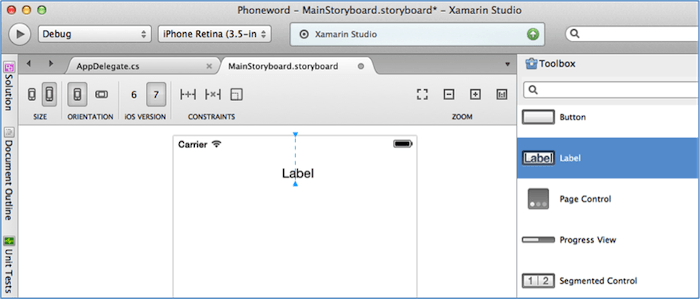 Phoneword – MainStoryboard.storyboard* – Xamarin Studio
Debug
iPhone Retina (3.5–in
Xamarin Studio
AppDelegate.cs
MainStoryboard.storyboard
Toolbox
Solution
Document Outline
Unit Tests
6
7
SIZE
ORIENTATION
iOS VERSION
CONSTRAINTS
ZOOM
Carrier
Label
Button
Label
Label
Page Control
Progress View
1 2
Segmented Control